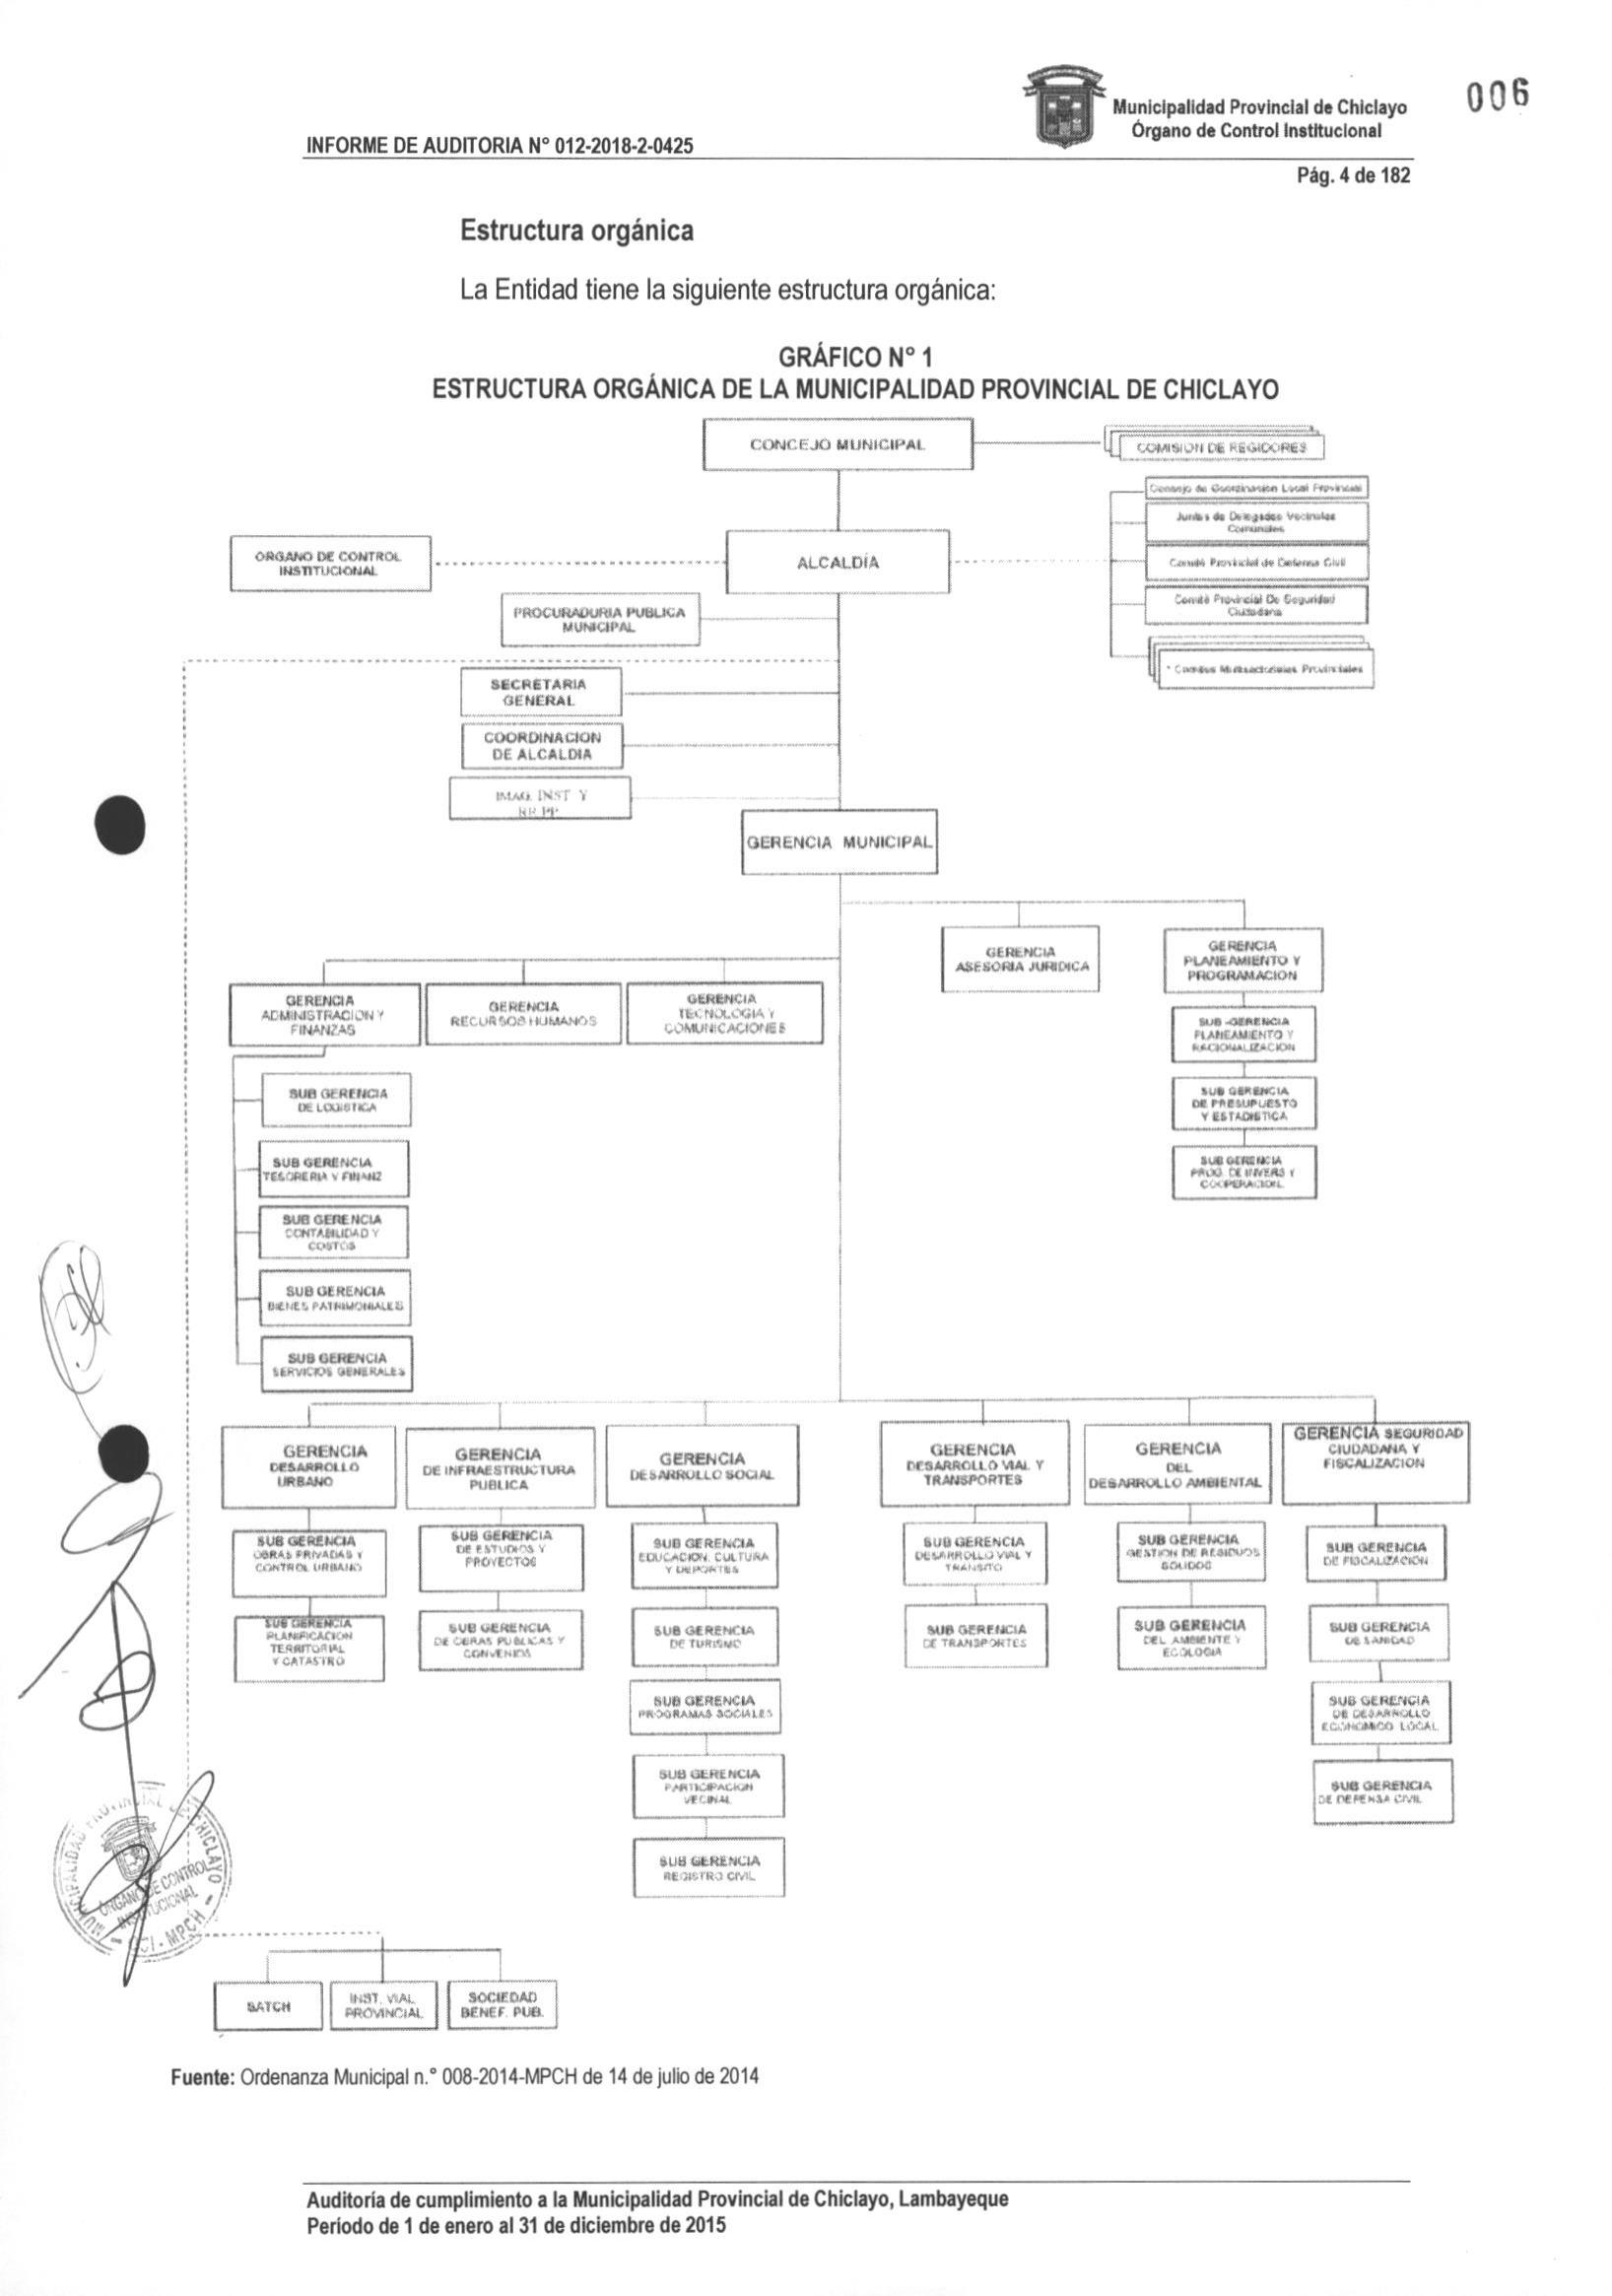 Municipalidad Provincial de Chiclayo
Órgano de Control Institucional
006
INFORME DE AUDITORIA N° 012-2018-2-0425
Pág. 4 de 182
Estructura orgánica
La Entidad tiene la siguiente estructura orgánica:
GRÁFICO N° 1
ESTRUCTURA ORGÁNICA DE LA MUNICIPALIDAD PROVINCIAL DE CHICLAYO
CONCEJO MUNICIPAL
COMISION DE REGIDORES
Consejo de Coordinacion Local Provincial
Juntas de Delegados Vecinales
Comunales
ORGANO DE CONTROL
INSTITUCIONAL
ALCALDÍA
Comité Provincial de Defensa Civil
Comité Provincial De Seguridad
Ciudadana
PROCURADURIA PUBLICA
MUNICIPAL
* Comites Multisectoriales Provinciales
SECRETARIA
GENERAL
COORDINACION
DE ALCALDIA
IMAG. INST Y
RR.PP.
GERENCIA MUNICIPAL
GERENCIA
ASESORIA JURIDICA
GERENCIA
PLANEAMIENTO Y
PROGRAMACION
GERENCIA
ADMINISTRACION Y
FINANZAS
GERENCIA
RECURSOS HUMANOS
GERENCIA
TECNOLOGIA Y
COMUNICACIONES
SUB -GERENCIA
PLANEAMIENTO Y
RACIONALIZACION
SUB GERENCIA
DE PRESUPUESTO
Y ESTADISTICA
SUB GERENCIA
PROG. DE INVERS Y
COOPERACION.
SUB GERENCIA
DE LOGISTICA
SUB GERENCIA
TESORERIA Y FINANZ
SUB GERENCIA
CONTABILIDAD Y
COSTOS
SUB GERENCIA
BIENES PATRIMONIALES
SUB GERENCIA
SERVICIOS GENERALES
GERENCIA
DESARROLLO
URBANO
GERENCIA
DE INFRAESTRUCTURA
PUBLICA
GERENCIA
DESARROLLO SOCIAL
GERENCIA
DESARROLLO VIAL Y
TRANSPORTES
GERENCIA
DEL
DESARROLLO AMBIENTAL
GERENCIA SEGURIDAD
CIUDADANA Y
FISCALIZACION
SUB GERENCIA
OBRAS PRIVADAS Y
CONTROL URBANO
SUB GERENCIA
DE ESTUDIOS Y
PROYECTOS
SUB GERENCIA
EDUCACION, CULTURA
Y DEPORTES
SUB GERENCIA
DESARROLLO VIAL Y
TRANSITO
SUB GERENCIA
GESTION DE RESIDUOS
SOLIDOS
SUB GERENCIA
DE FISCALIZACION
SUB GERENCIA
PLANIFICACION
TERRITORIAL
Y CATASTRO
SUB GERENCIA
DE OBRAS PUBLICAS Y
CONVENIOS
SUB GERENCIA
DE TURISMO
SUB GERENCIA
DE TRANSPORTES
SUB GERENCIA
DEL AMBIENTE Y
ECOLOGIA
SUB GERENCIA
DE SANIDAD
SUB GERENCIA
PROGRAMAS SOCIALES
SUB GERENCIA
DE DESARROLLO
ECONOMICO LOCAL
SUB GERENCIA
PARTICIPACION
VECINAL
SUB GERENCIA
DE DEFENSA CIVIL
SUB GERENCIA
REGISTRO CIVIL
MUNICIPALIDAD PROVINCIAL DE CHICLAYO
ORGANO DE CONTROL
INSTITUCIONAL
OCI - MPCH
SATCH
INST. VIAL
PROVINCIAL
SOCIEDAD
BENEF. PUB.
Fuente: Ordenanza Municipal n.° 008-2014-MPCH de 14 de julio de 2014
Auditoría de cumplimiento a la Municipalidad Provincial de Chiclayo, Lambayeque
Período de 1 de enero al 31 de diciembre de 2015